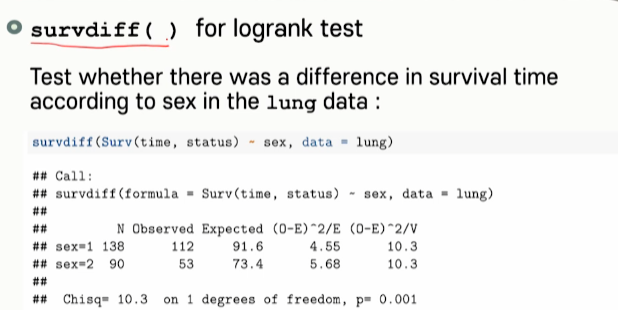 survdiff( ) for logrank test
Test whether there was a difference in survival time
according to sex in the lung data :
survdiff(Surv(time, status) ~ sex, data = lung)
## Call:
## survdiff(formula = Surv(time, status) ~ sex, data = lung)
##
##         N Observed Expected (O-E)^2/E (O-E)^2/V
## sex=1 138      112     91.6      4.55      10.3
## sex=2  90       53     73.4      5.68      10.3
##
##  Chisq= 10.3  on 1 degrees of freedom, p= 0.001